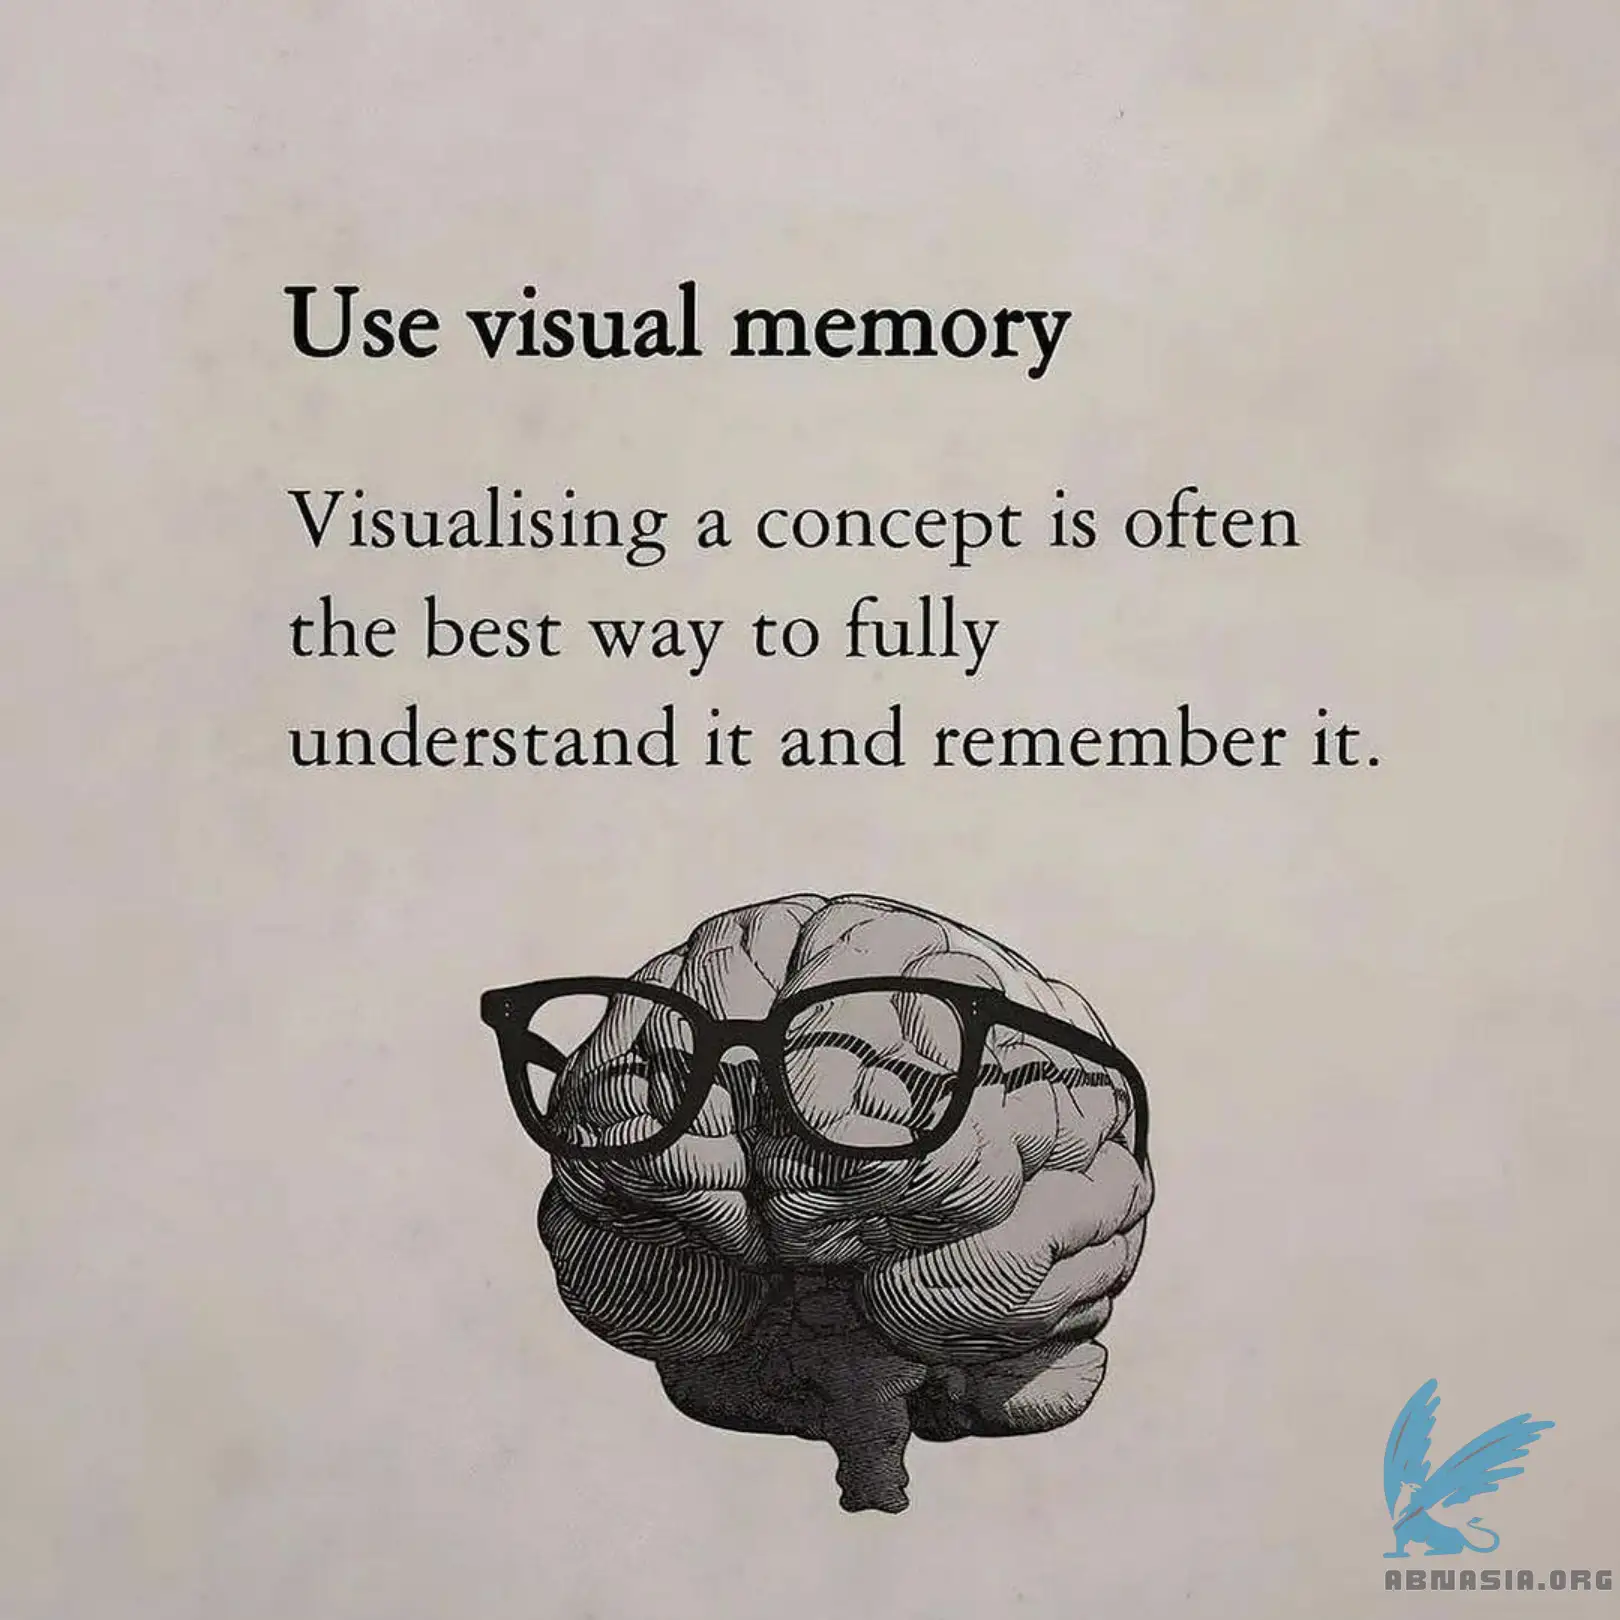 Use visual memory
Visualising a concept is often
the best way to fully
understand it and remember it.
ABNASIA.ORG